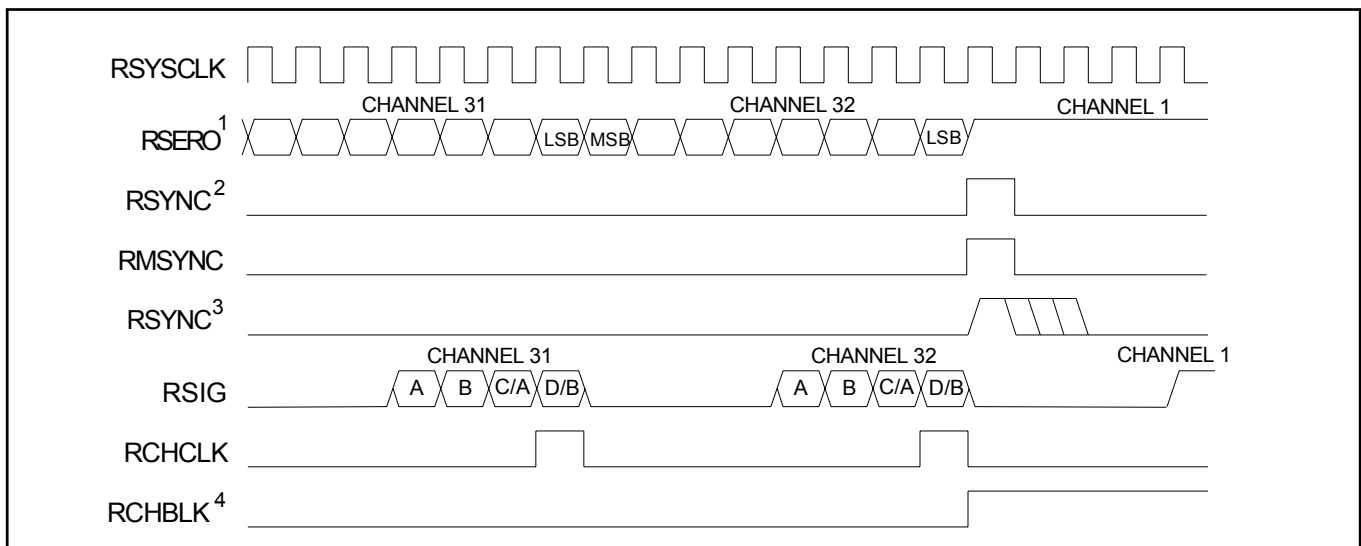 RSYSCLK
CHANNEL 31 CHANNEL 32 CHANNEL 1
RSERO1 LSB MSB LSB
RSYNC2
RMSYNC
RSYNC3
CHANNEL 31 CHANNEL 32 CHANNEL 1
RSIG A B C/A D/B A B C/A D/B
RCHCLK
RCHBLK4